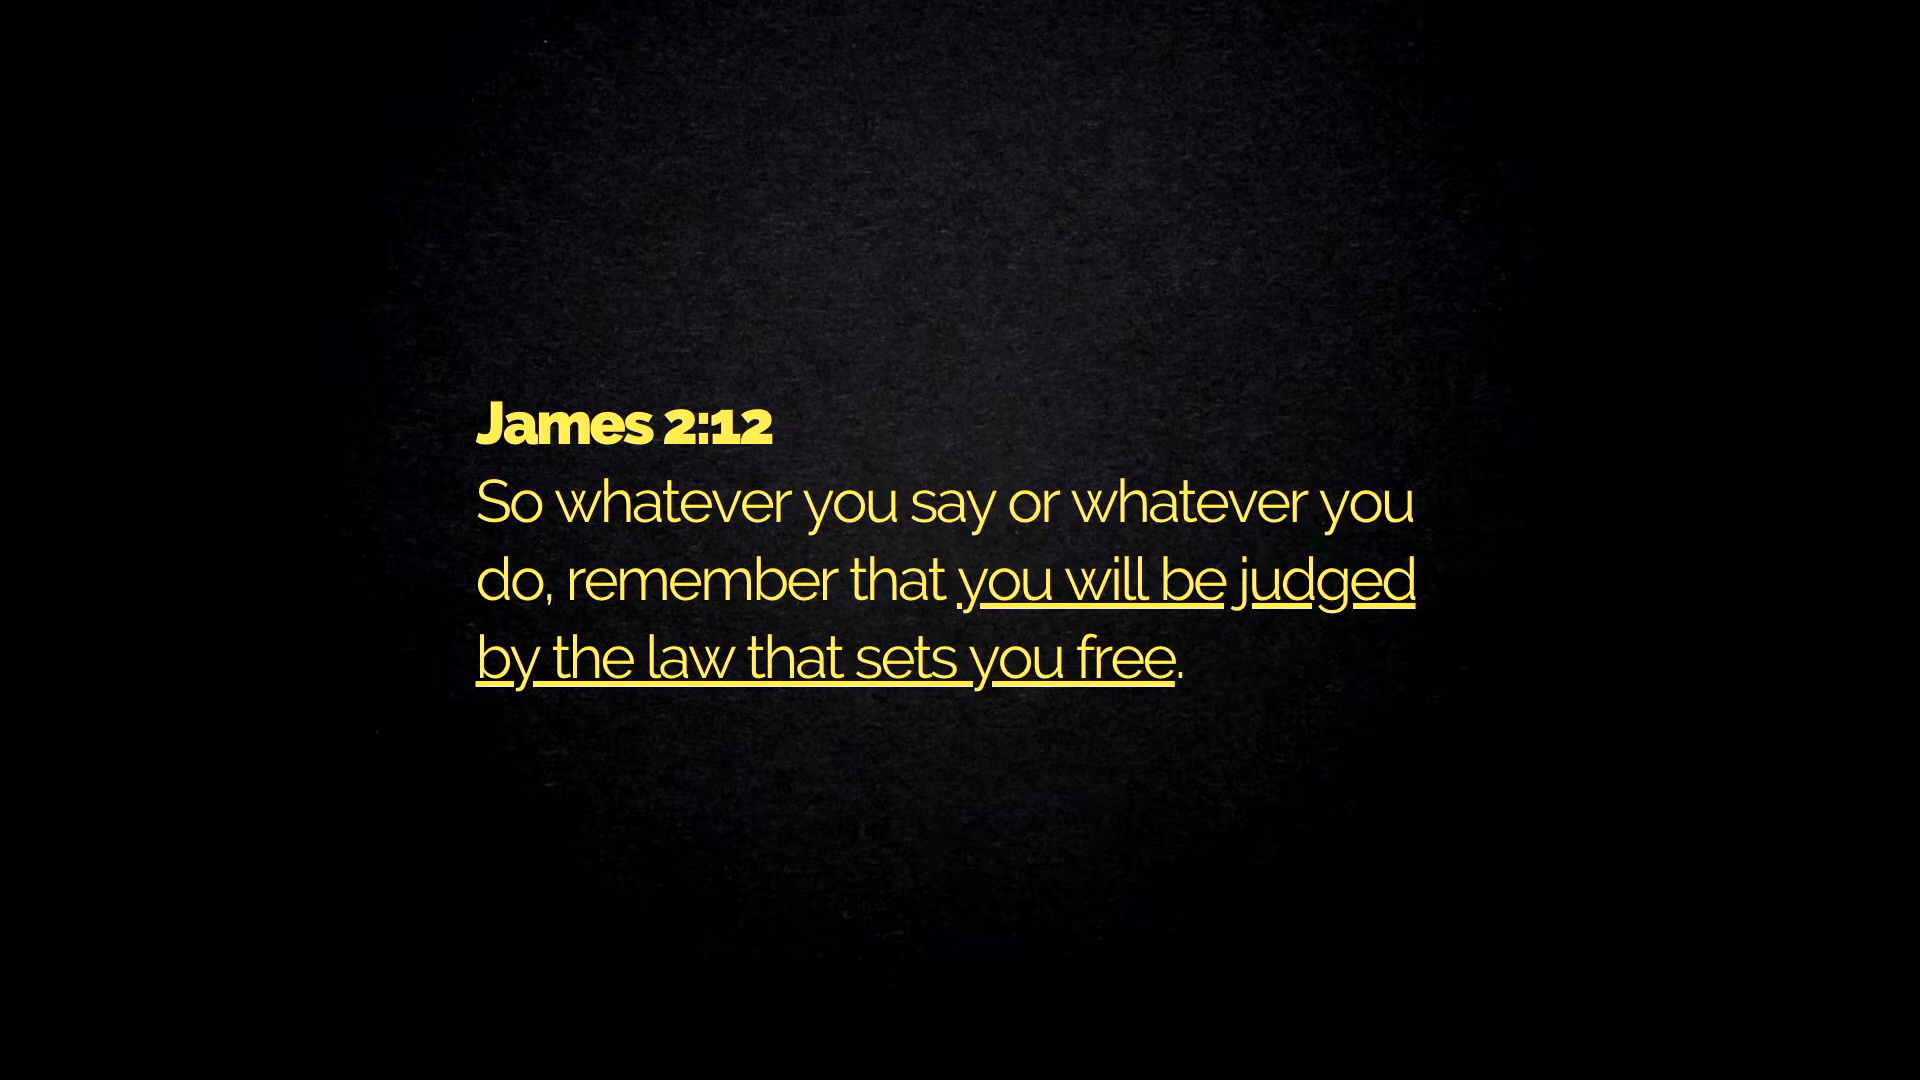 James 2:12
So whatever you say or whatever you
do, remember that you will be judged
by the law that sets you free.